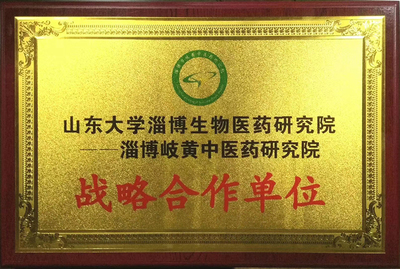 山东大学淄博生物医药研究院
——淄博岐黄中医药研究院
战略合作单位